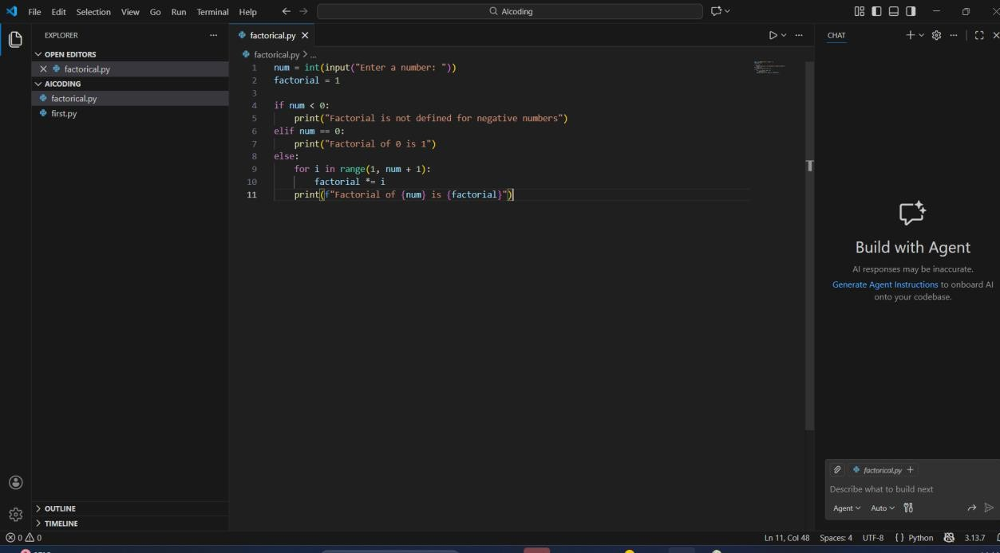 File Edit Selection View Go Run Terminal Help
AIcoding
EXPLORER
OPEN EDITORS
factorical.py
AICODING
factorical.py
first.py
OUTLINE
TIMELINE
factorical.py
factorical.py > ...
1 num = int(input("Enter a number: "))
2 factorial = 1
3
4 if num < 0:
5     print("Factorial is not defined for negative numbers")
6 elif num == 0:
7     print("Factorial of 0 is 1")
8 else:
9     for i in range(1, num + 1):
10         factorial *= i
11     print(f"Factorial of {num} is {factorial}")
CHAT
Build with Agent
AI responses may be inaccurate.
Generate Agent Instructions to onboard AI
onto your codebase.
factorical.py
Describe what to build next
Agent Auto
0 0
Ln 11, Col 48 Spaces: 4 UTF-8 { } Python 3.13.7